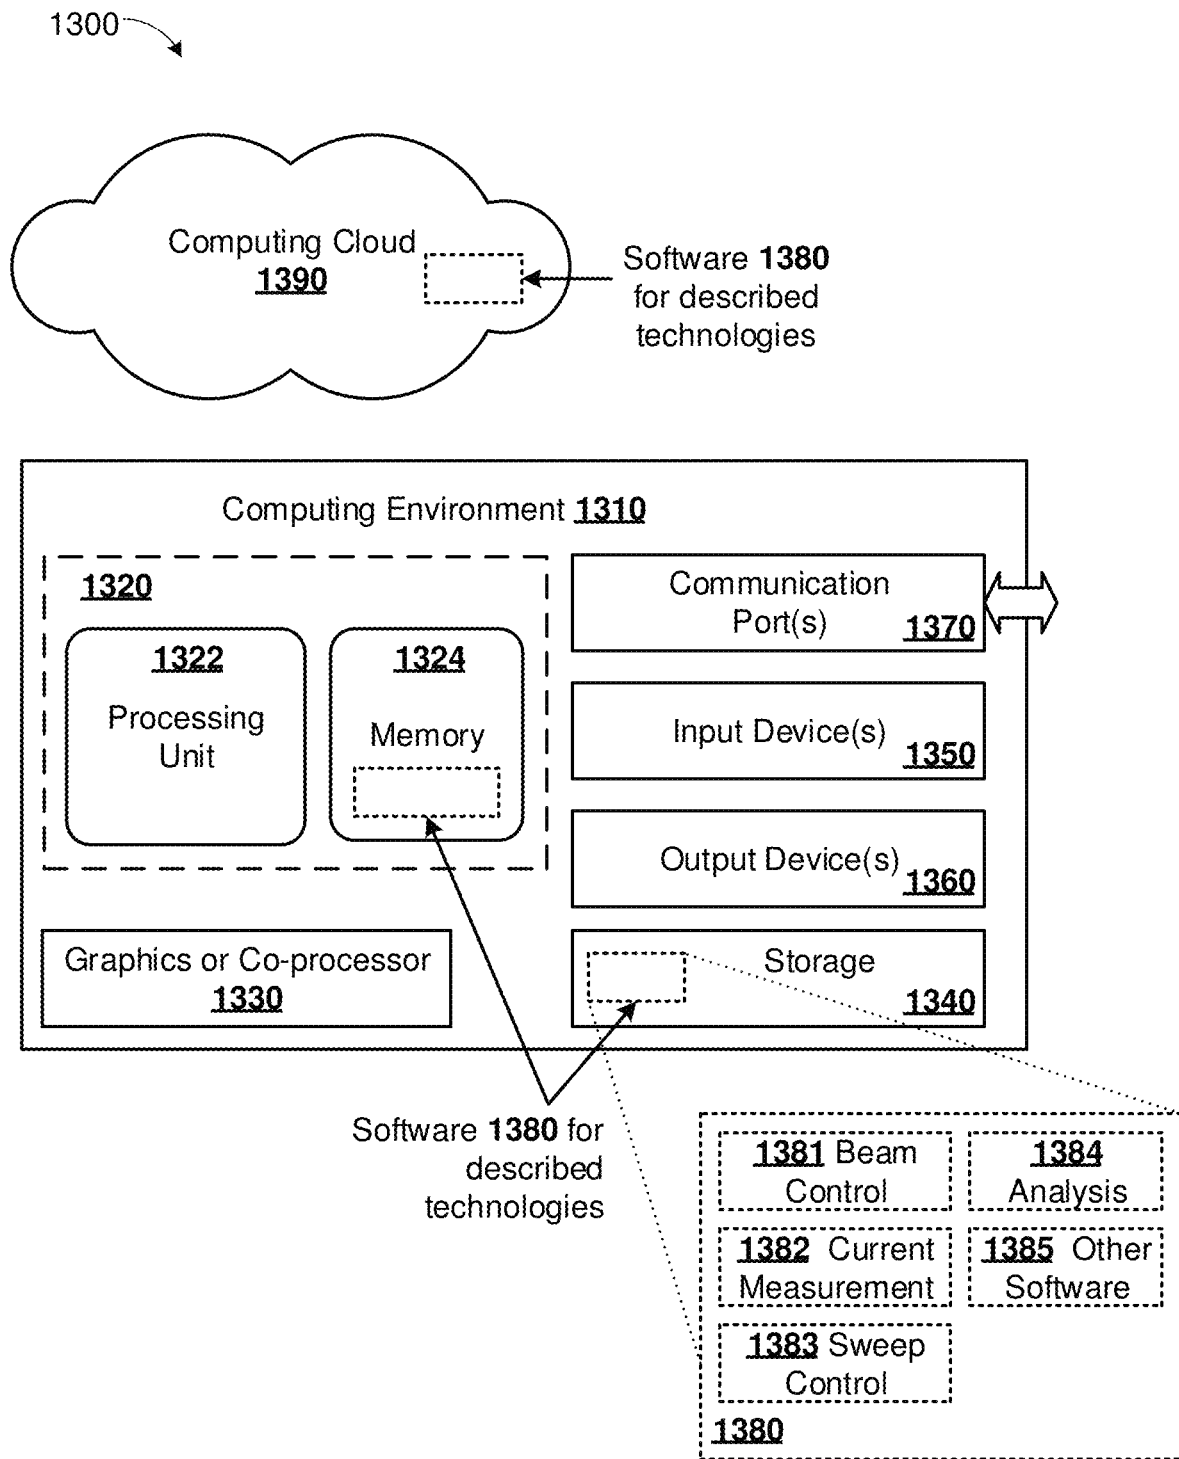 1300
Computing Cloud
1390
Software 1380
for described
technologies
Computing Environment 1310
1320
1322
Processing
Unit
1324
Memory
Communication
Port(s)
1370
Input Device(s)
1350
Output Device(s)
1360
Graphics or Co-processor
1330
Storage
1340
Software 1380 for
described
technologies
1381 Beam
Control
1384
Analysis
1382 Current
Measurement
1385 Other
Software
1383 Sweep
Control
1380